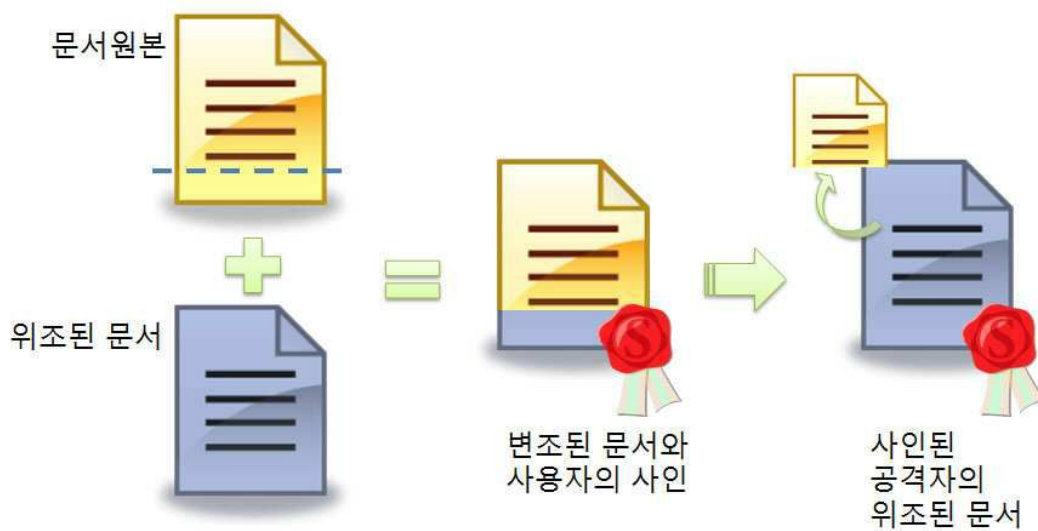 문서원본
위조된 문서
변조된 문서와
사용자의 사인
사인된
공격자의
위조된 문서
S
S